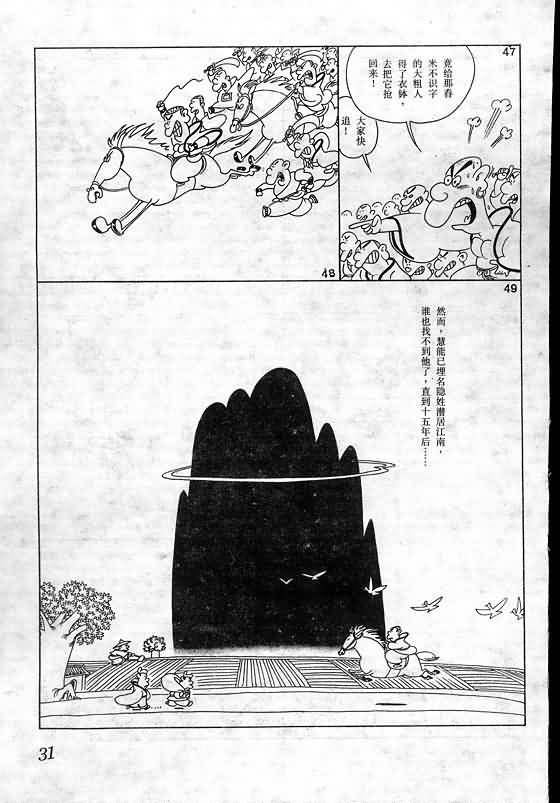 47
竟给那舂
米不识字
的大粗人
得了衣钵，
去把它抢
回来！
大家快
追！
48
49
然而，慧能已埋名隐姓潜居江南，
谁也找不到他了，直到十五年后……
31